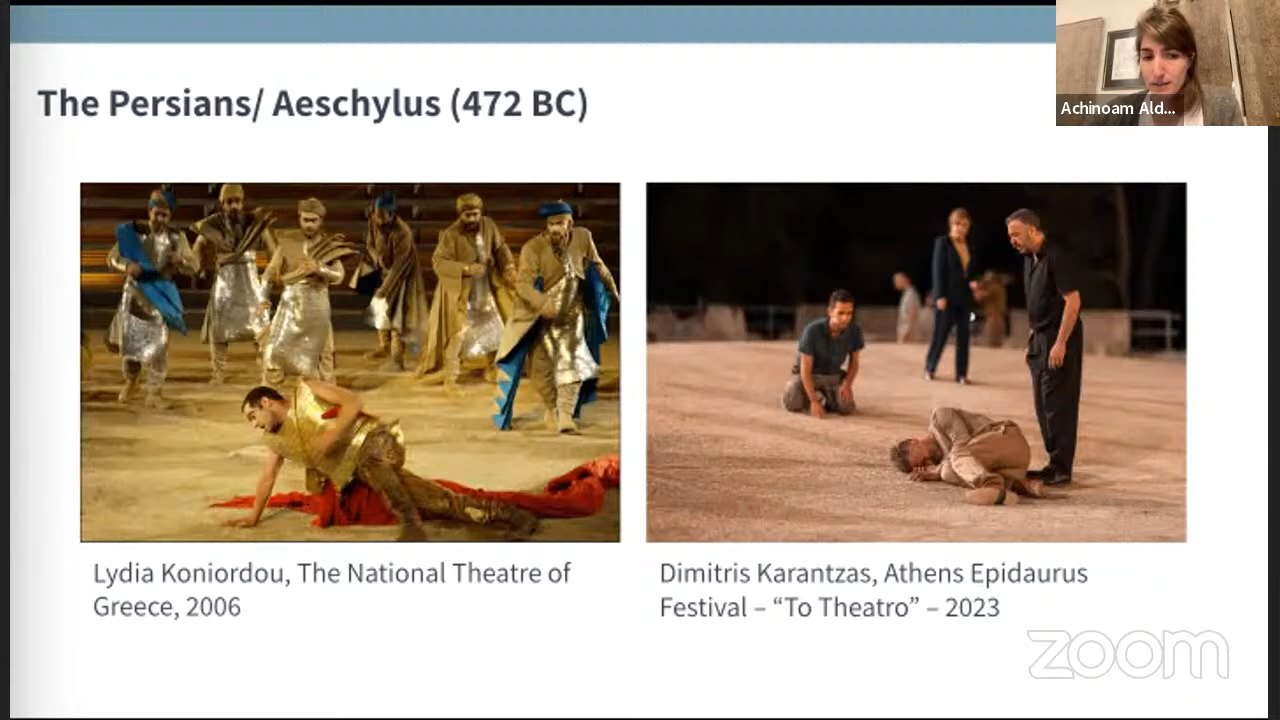 The Persians/ Aeschylus (472 BC)
Achinoam Ald...
Lydia Koniordou, The National Theatre of
Greece, 2006
Dimitris Karantzas, Athens Epidaurus
Festival – “To Theatro” – 2023
zoom